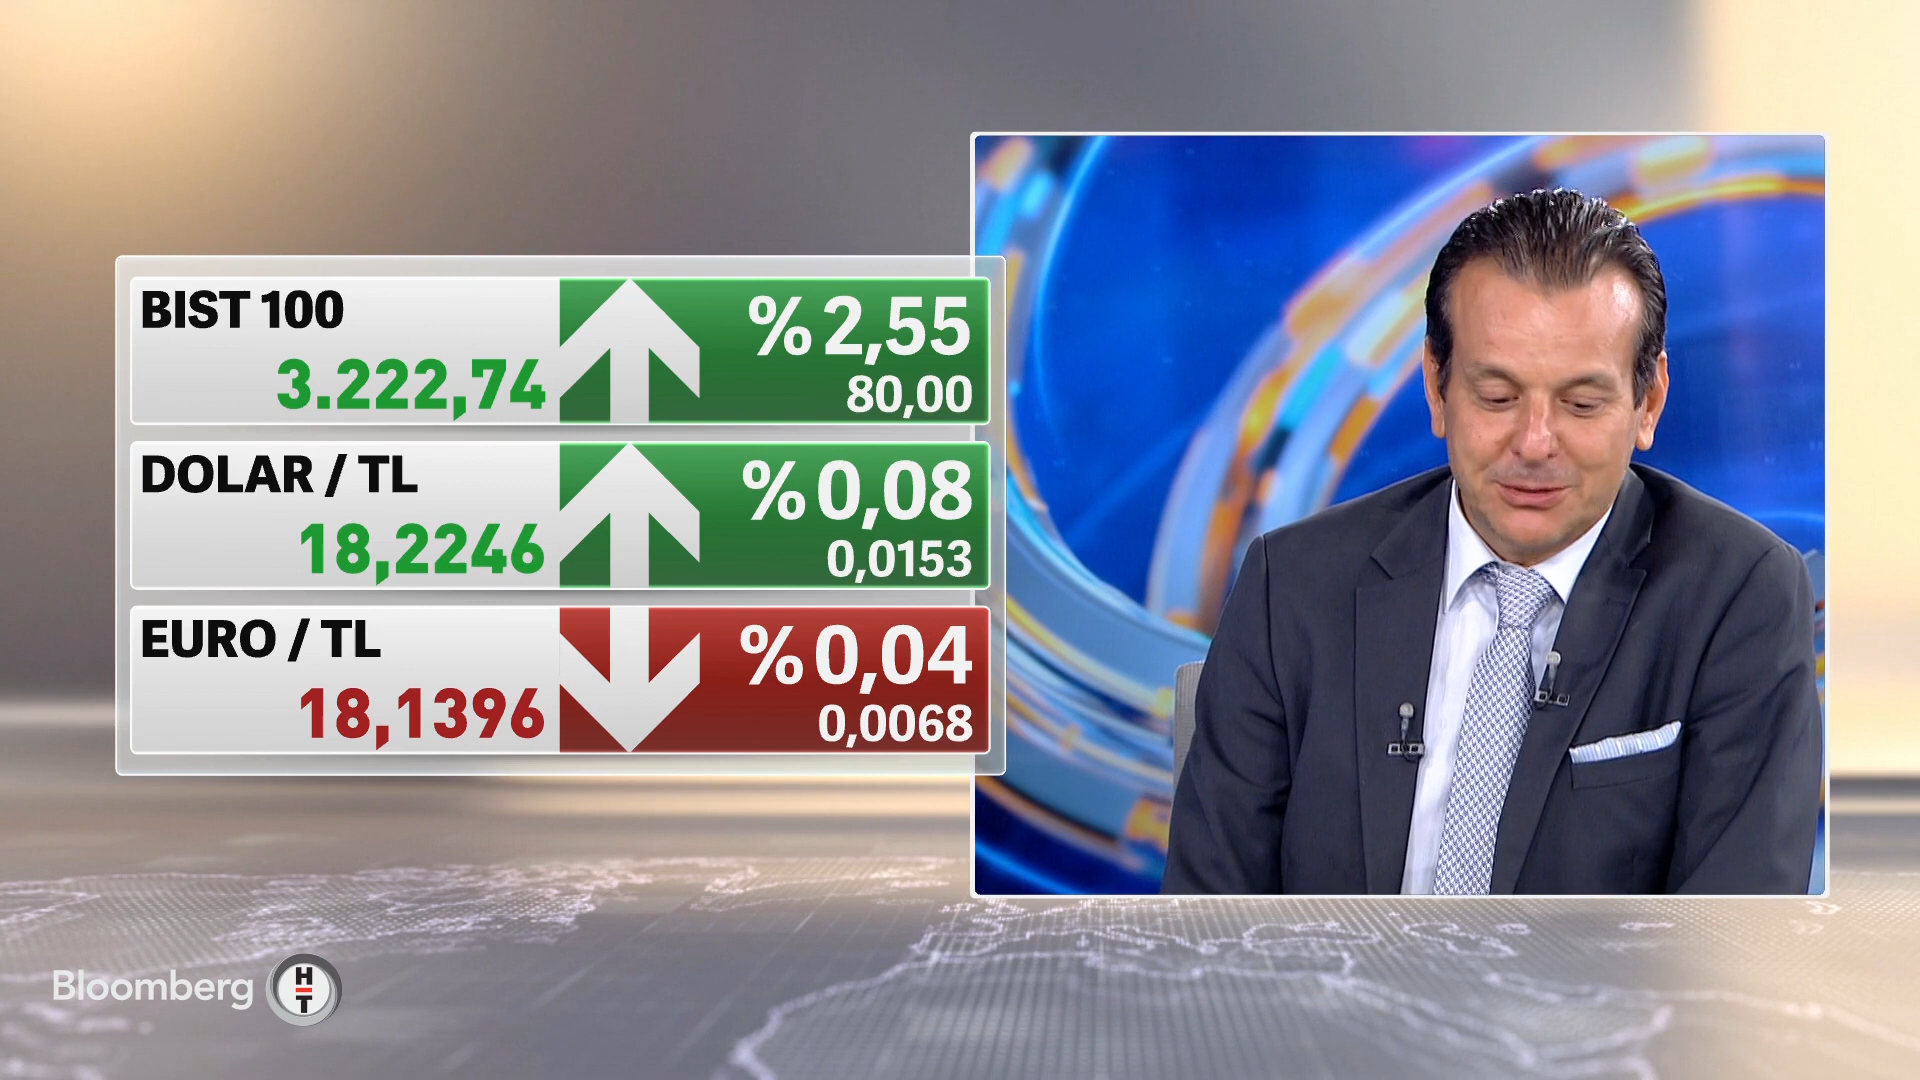 BIST 100
3.222,74
%2,55
80,00
DOLAR / TL
18,2246
%0,08
0,0153
EURO / TL
18,1396
%0,04
0,0068
Bloomberg HT